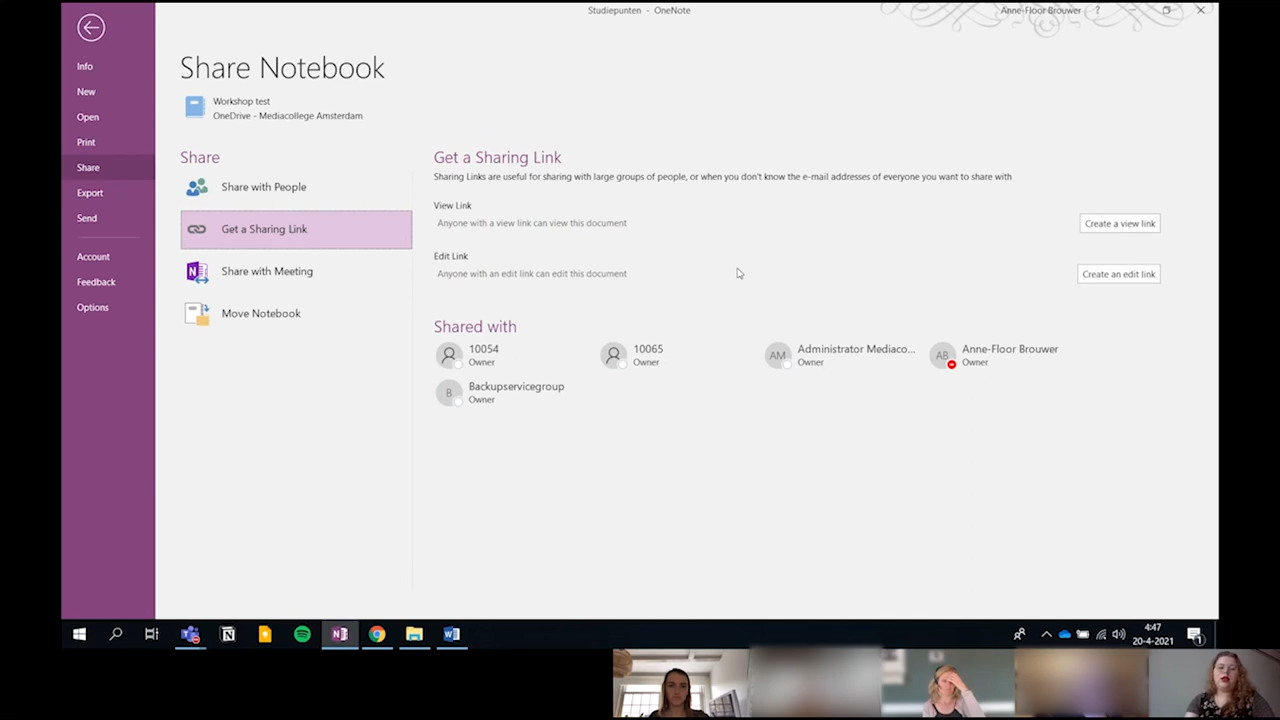 Studiepunten - OneNote
Anne-Floor Brouwer ?
Info
New
Open
Print
Share
Export
Send
Account
Feedback
Options
Share Notebook
Workshop test
OneDrive - Mediacollege Amsterdam
Share
Share with People
Get a Sharing Link
Share with Meeting
Move Notebook
Get a Sharing Link
Sharing Links are useful for sharing with large groups of people, or when you don't know the e-mail addresses of everyone you want to share with
View Link
Anyone with a view link can view this document
Create a view link
Edit Link
Anyone with an edit link can edit this document
Create an edit link
Shared with
10054
Owner
10065
Owner
AM
Administrator Mediaco...
Owner
AB
Anne-Floor Brouwer
Owner
B
Backupservicegroup
Owner
4:47
20-4-2021
1